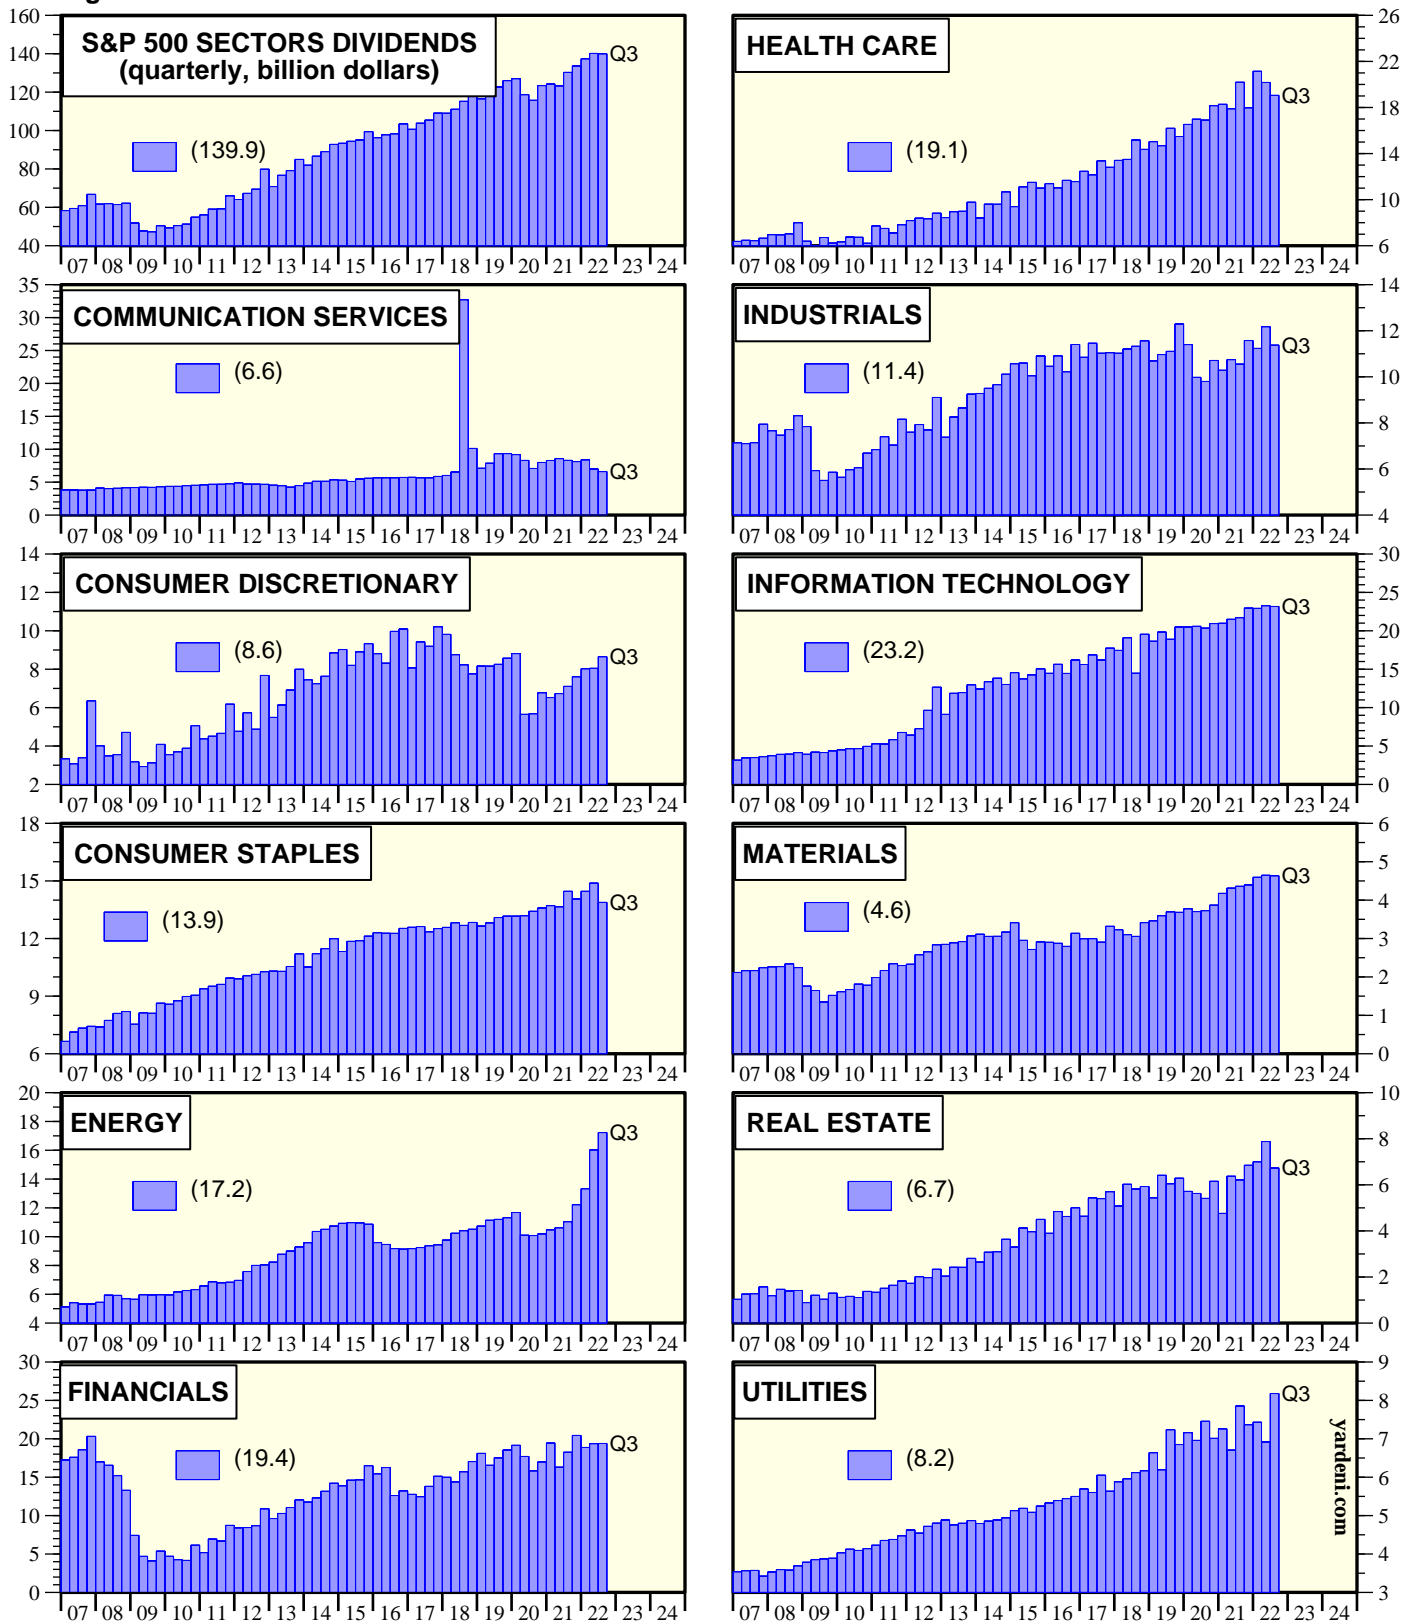 S&P 500 SECTORS DIVIDENDS
(quarterly, billion dollars)
(139.9)
Q3
160
140
120
100
80
60
40
07 08 09 10 11 12 13 14 15 16 17 18 19 20 21 22 23 24
HEALTH CARE
(19.1)
Q3
26
22
18
14
10
6
07 08 09 10 11 12 13 14 15 16 17 18 19 20 21 22 23 24
COMMUNICATION SERVICES
(6.6)
Q3
35
30
25
20
15
10
5
0
07 08 09 10 11 12 13 14 15 16 17 18 19 20 21 22 23 24
INDUSTRIALS
(11.4)
Q3
14
12
10
8
6
4
07 08 09 10 11 12 13 14 15 16 17 18 19 20 21 22 23 24
CONSUMER DISCRETIONARY
(8.6)
Q3
14
12
10
8
6
4
2
07 08 09 10 11 12 13 14 15 16 17 18 19 20 21 22 23 24
INFORMATION TECHNOLOGY
(23.2)
Q3
30
25
20
15
10
5
0
07 08 09 10 11 12 13 14 15 16 17 18 19 20 21 22 23 24
CONSUMER STAPLES
(13.9)
Q3
18
15
12
9
6
07 08 09 10 11 12 13 14 15 16 17 18 19 20 21 22 23 24
MATERIALS
(4.6)
Q3
6
5
4
3
2
1
0
07 08 09 10 11 12 13 14 15 16 17 18 19 20 21 22 23 24
ENERGY
(17.2)
Q3
20
18
16
14
12
10
8
6
4
07 08 09 10 11 12 13 14 15 16 17 18 19 20 21 22 23 24
REAL ESTATE
(6.7)
Q3
10
8
6
4
2
0
07 08 09 10 11 12 13 14 15 16 17 18 19 20 21 22 23 24
FINANCIALS
(19.4)
Q3
30
25
20
15
10
5
0
07 08 09 10 11 12 13 14 15 16 17 18 19 20 21 22 23 24
UTILITIES
(8.2)
Q3
9
8
7
6
5
4
3
07 08 09 10 11 12 13 14 15 16 17 18 19 20 21 22 23 24
yardeni.com